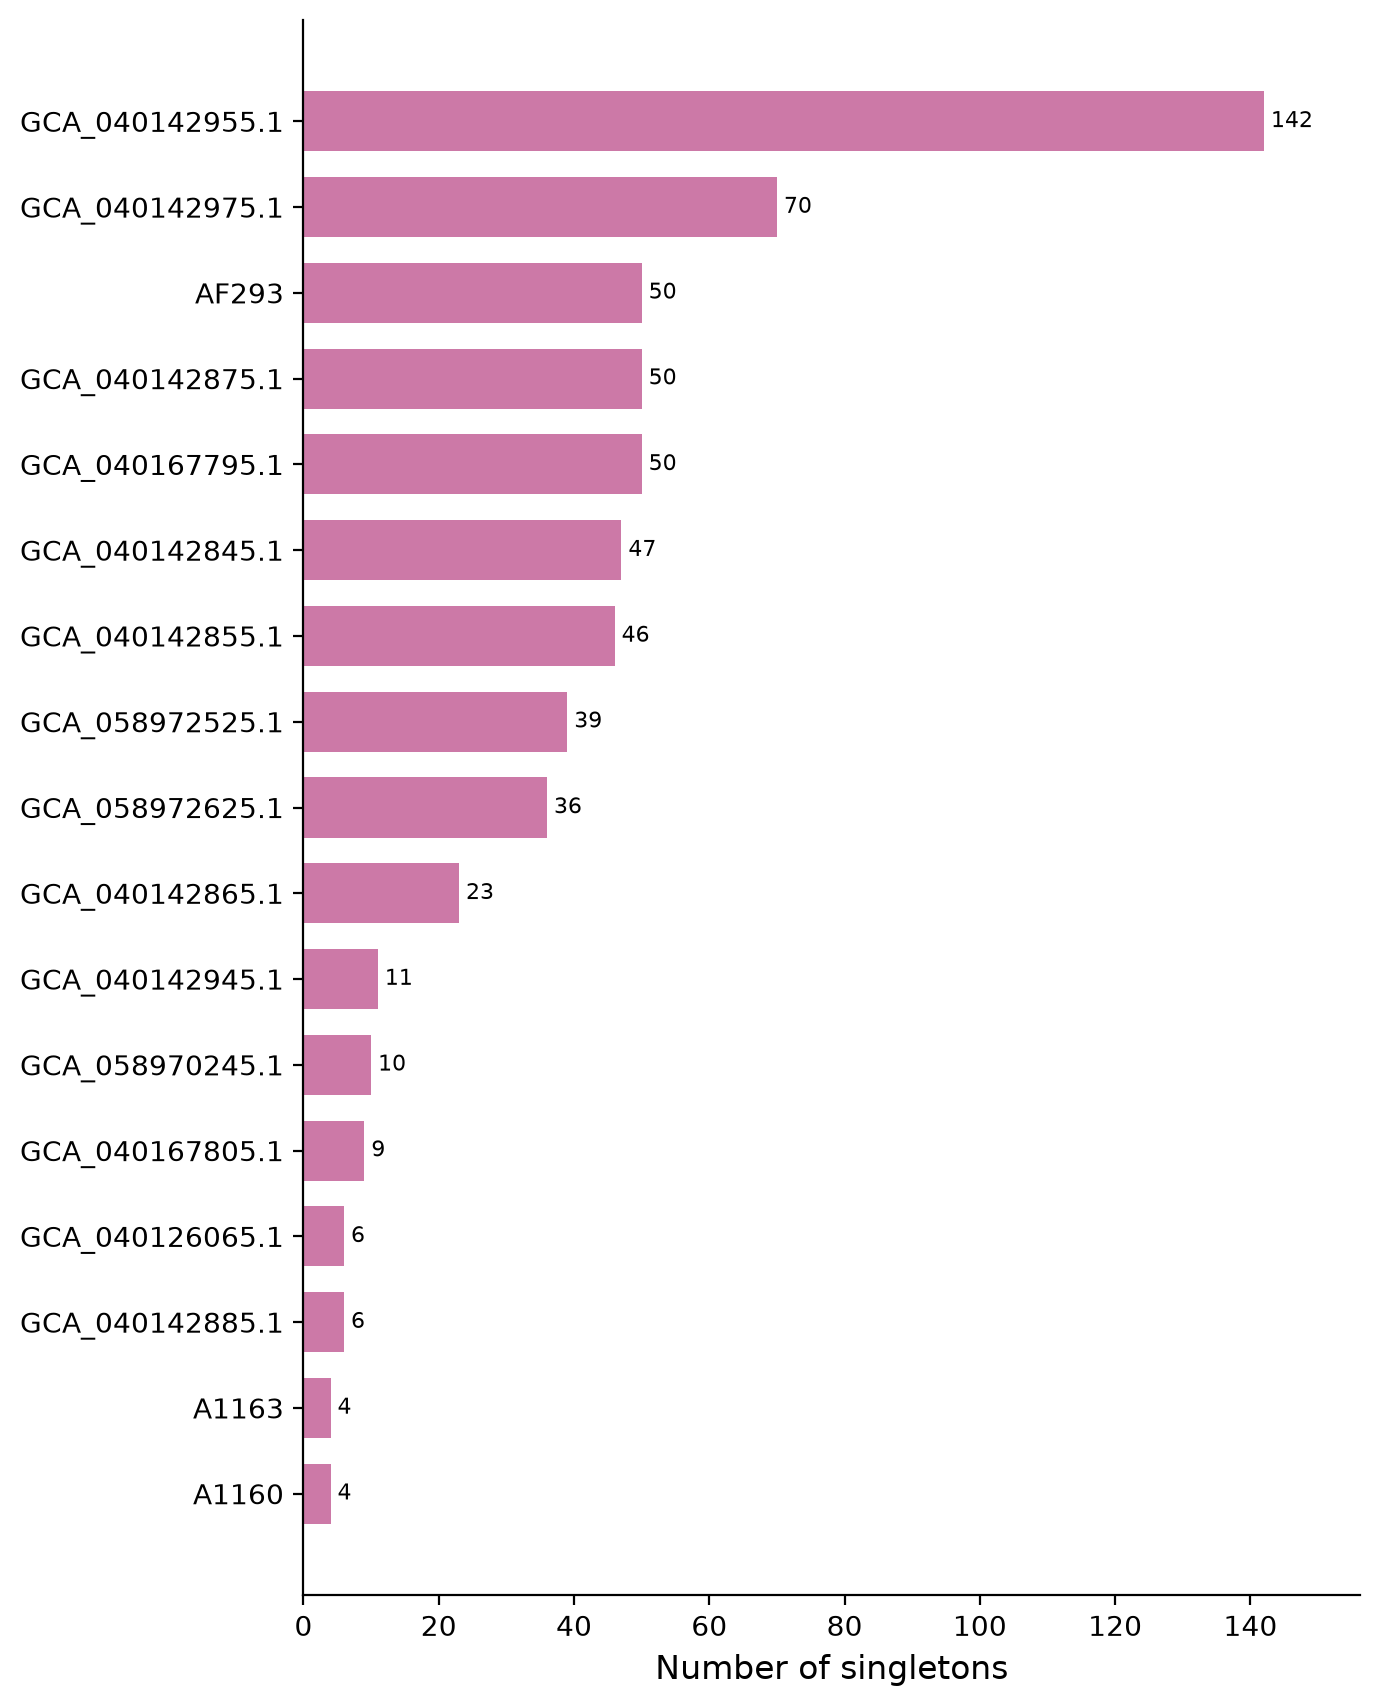 GCA_040142955.1 142
GCA_040142975.1 70
AF293 50
GCA_040142875.1 50
GCA_040167795.1 50
GCA_040142845.1 47
GCA_040142855.1 46
GCA_058972525.1 39
GCA_058972625.1 36
GCA_040142865.1 23
GCA_040142945.1 11
GCA_058970245.1 10
GCA_040167805.1 9
GCA_040126065.1 6
GCA_040142885.1 6
A1163 4
A1160 4
0 20 40 60 80 100 120 140
Number of singletons